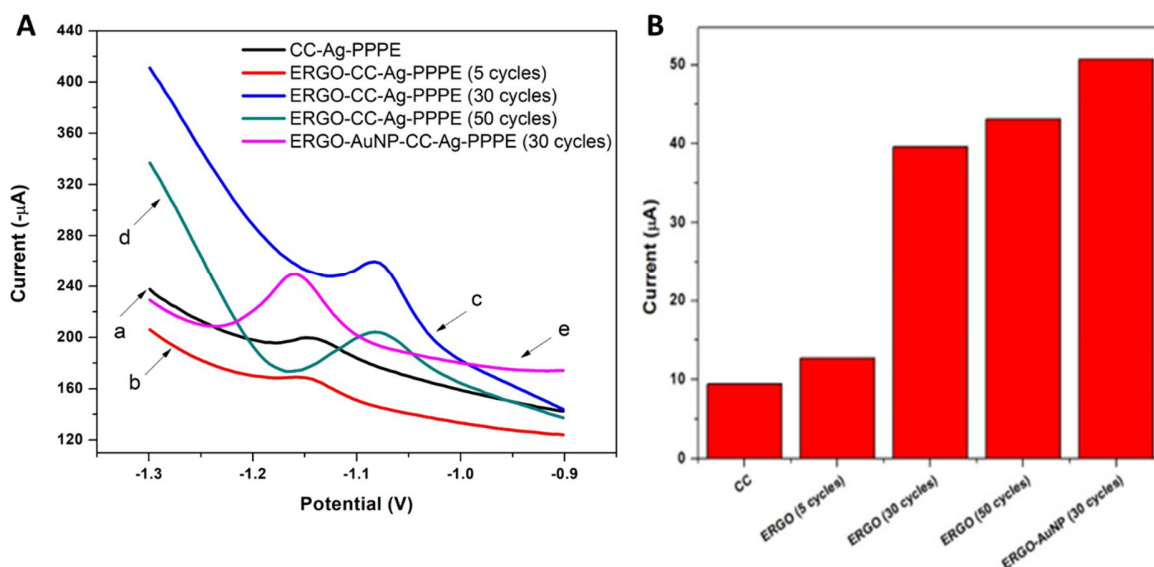 A
CC-Ag-PPPE
ERGO-CC-Ag-PPPE (5 cycles)
ERGO-CC-Ag-PPPE (30 cycles)
ERGO-CC-Ag-PPPE (50 cycles)
ERGO-AuNP-CC-Ag-PPPE (30 cycles)
440
400
360
320
280
240
200
160
120
Current (-µA)
d
a
b
c
e
-1.3
-1.2
-1.1
-1.0
-0.9
Potential (V)
B
50
40
30
20
10
0
Current (µA)
CC
ERGO (5 cycles)
ERGO (30 cycles)
ERGO (50 cycles)
ERGO-AuNP (30 cycles)